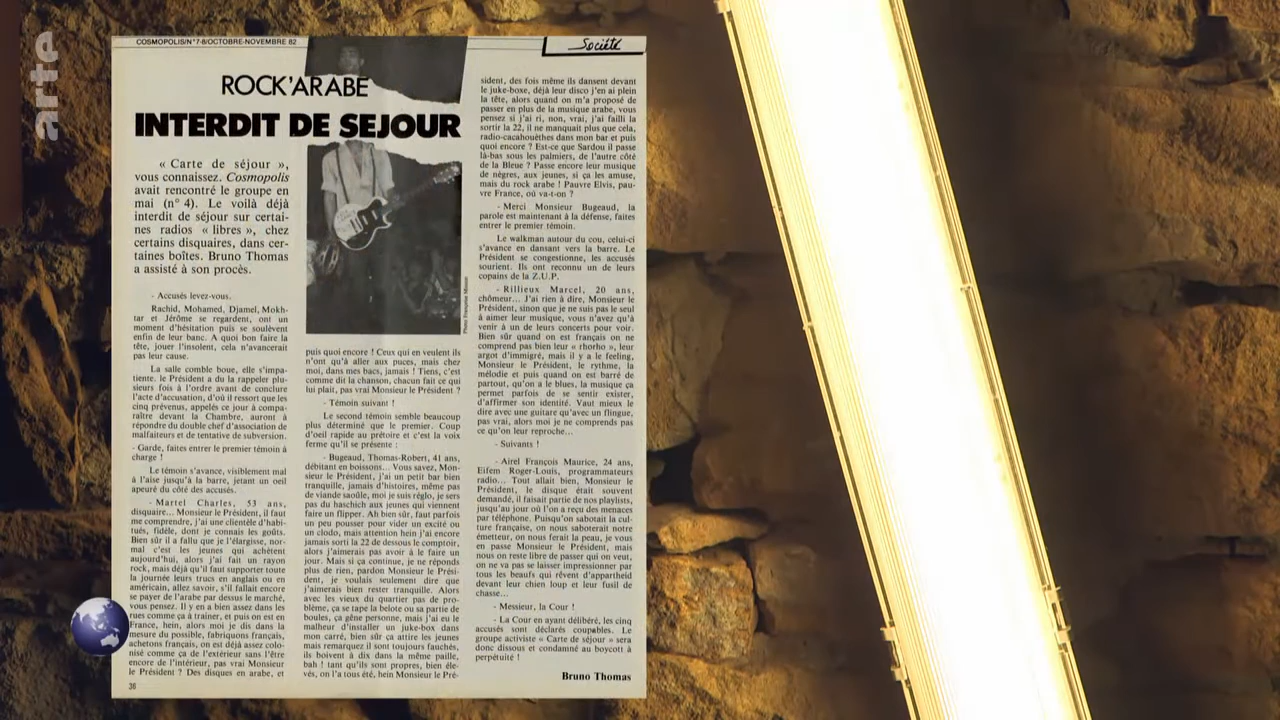 arte
COSMOPOLIS/N°7-8/OCTOBRE-NOVEMBRE 82
Société
ROCK'ARABE
INTERDIT DE SEJOUR
« Carte de séjour »,
vous connaissez. Cosmopolis
avait rencontré le groupe en
mai (n° 4). Le voilà déjà
interdit de séjour sur certai-
nes radios « libres », chez
certains disquaires, dans cer-
taines boîtes. Bruno Thomas
a assisté à son procès.
- Accusés levez-vous.
Rachid, Mohamed, Djamel, Mokh-
tar et Jérôme se regardent, ont un
moment d'hésitation puis se soulèvent
enfin de leur banc. A quoi bon faire la
tête, jouer l'insolent, cela n'avancerait
pas leur cause.
La salle comble boue, elle s'impa-
tiente. le Président a du la rappeler plu-
sieurs fois à l'ordre avant de conclure
l'acte d'accusation, d'où il ressort que les
cinq prévenus, appelés ce jour à compa-
raître devant la Chambre, auront à
répondre du double chef d'association de
malfaiteurs et de tentative de subversion.
- Garde, faites entrer le premier témoin à
charge !
Le témoin s'avance, visiblement mal
à l'aise jusqu'à la barre, jetant un oeil
apeuré du côté des accusés.
- Martel Charles, 53 ans,
disquaire... Monsieur le Président, il faut
me comprendre, j'ai une clientèle d'habi-
tués, fidèle, dont je connais les goûts.
Bien sûr il a fallu que je l'élargisse, nor-
mal c'est les jeunes qui achètent
aujourd'hui, alors j'ai fait un rayon
rock, mais déjà qu'il faut supporter toute
la journée leurs trucs en anglais ou en
américain, allez savoir, s'il fallait encore
se payer de l'arabe par dessus le marché,
vous pensez. Il y en a bien assez dans les
rues comme ça à trainer, et puis on est en
France, hein, alors moi je dis dans la
mesure du possible, fabriquons français,
achetons français, on est déjà assez colo-
nisé comme ça de l'extérieur sans l'être
encore de l'intérieur, pas vrai Monsieur
le Président ? Des disques en arabe, et
36
Photo Françoise Misson
puis quoi encore ! Ceux qui en veulent ils
n'ont qu'à aller aux puces, mais chez
moi, dans mes bacs, jamais ! Tiens, c'est
comme dit la chanson, chacun fait ce qui
lui plait, pas vrai Monsieur le Président ?
- Témoin suivant !
Le second témoin semble beaucoup
plus déterminé que le premier. Coup
d'oeil rapide au prétoire et c'est la voix
ferme qu'il se présente :
- Bugeaud, Thomas-Robert, 41 ans,
débitant en boissons... Vous savez, Mon-
sieur le Président, j'ai un petit bar bien
tranquille, jamais d'histoires, même pas
de viande saoûle, moi je suis réglo, je sers
pas du haschich aux jeunes qui viennent
faire un flipper. Ah bien sûr, faut parfois
un peu pousser pour vider un excité ou
un clodo, mais attention hein j'ai encore
jamais sorti la 22 de dessous le comptoir,
alors j'aimerais pas avoir à le faire un
jour. Mais si ça continue, je ne réponds
plus de rien, pardon Monsieur le Prési-
dent, je voulais seulement dire que
j'aimerais bien rester tranquille. Alors
avec les vieux du quartier pas de pro-
blème, ça se tape la belote ou sa partie de
boules, ça gêne personne, mais j'ai eu le
malheur d'installer un juke-box dans
mon carré, bien sûr ça attire les jeunes
mais remarquez il sont toujours fauchés,
ils boivent à dix dans la même paille,
bah ! tant qu'ils sont propres, bien éle-
vés, on l'a tous été, hein Monsieur le Pré-
sident, des fois même ils dansent devant
le juke-boxe, déjà leur disco j'en ai plein
la tête, alors quand on m'a proposé de
passer en plus de la musique arabe, vous
pensez si j'ai ri, non, vrai, j'ai failli la
sortir la 22, il ne manquait plus que cela,
radio-cacahouèthes dans mon bar et puis
quoi encore ? Est-ce que Sardou il passe
là-bas sous les palmiers, de l'autre côté
de la Bleue ? Passe encore leur musique
de nègres, aux jeunes, si ça les amuse,
mais du rock arabe ! Pauvre Elvis, pau-
vre France, où va-t-on ?
- Merci Monsieur Bugeaud, la
parole est maintenant à la défense, faites
entrer le premier témoin.
Le walkman autour du cou, celui-ci
s'avance en dansant vers la barre. Le
Président se congestionne, les accusés
sourient. Ils ont reconnu un de leurs
copains de la Z.U.P.
- Rillieux Marcel, 20 ans,
chômeur... J'ai rien à dire, Monsieur le
Président, sinon que je ne suis pas le seul
à aimer leur musique, vous n'avez qu'à
venir à un de leurs concerts pour voir.
Bien sûr quand on est français on ne
comprend pas bien leur « rhorho », leur
argot d'immigré, mais il y a le feeling,
Monsieur le Président, le rythme, la
mélodie et puis quand on est barré de
partout, qu'on a le blues, la musique ça
permet parfois de se sentir exister,
d'affirmer son identité. Vaut mieux le
dire avec une guitare qu'avec un flingue,
pas vrai, alors moi je ne comprends pas
ce qu'on leur reproche...
- Suivants !
- Airel François Maurice, 24 ans,
Eifem Roger-Louis, programmateurs
radio... Tout allait bien, Monsieur le
Président, le disque était souvent
demandé, il faisait partie de nos playlists,
jusqu'au jour où l'on a reçu des menaces
par téléphone. Puisqu'on sabotait la cul-
ture française, on nous saboterait notre
émetteur, on nous ferait la peau, je vous
en passe Monsieur le Président, mais
nous on reste libre de passer qui on veut,
on ne va pas se laisser impressionner par
tous les beaufs qui rêvent d'appartheid
devant leur chien loup et leur fusil de
chasse...
- Messieur, la Cour !
- La Cour en ayant délibéré, les cinq
accusés sont déclarés coupables. Le
groupe activiste « Carte de séjour » sera
donc dissous et condamné au boycott à
perpétuité !
Bruno Thomas